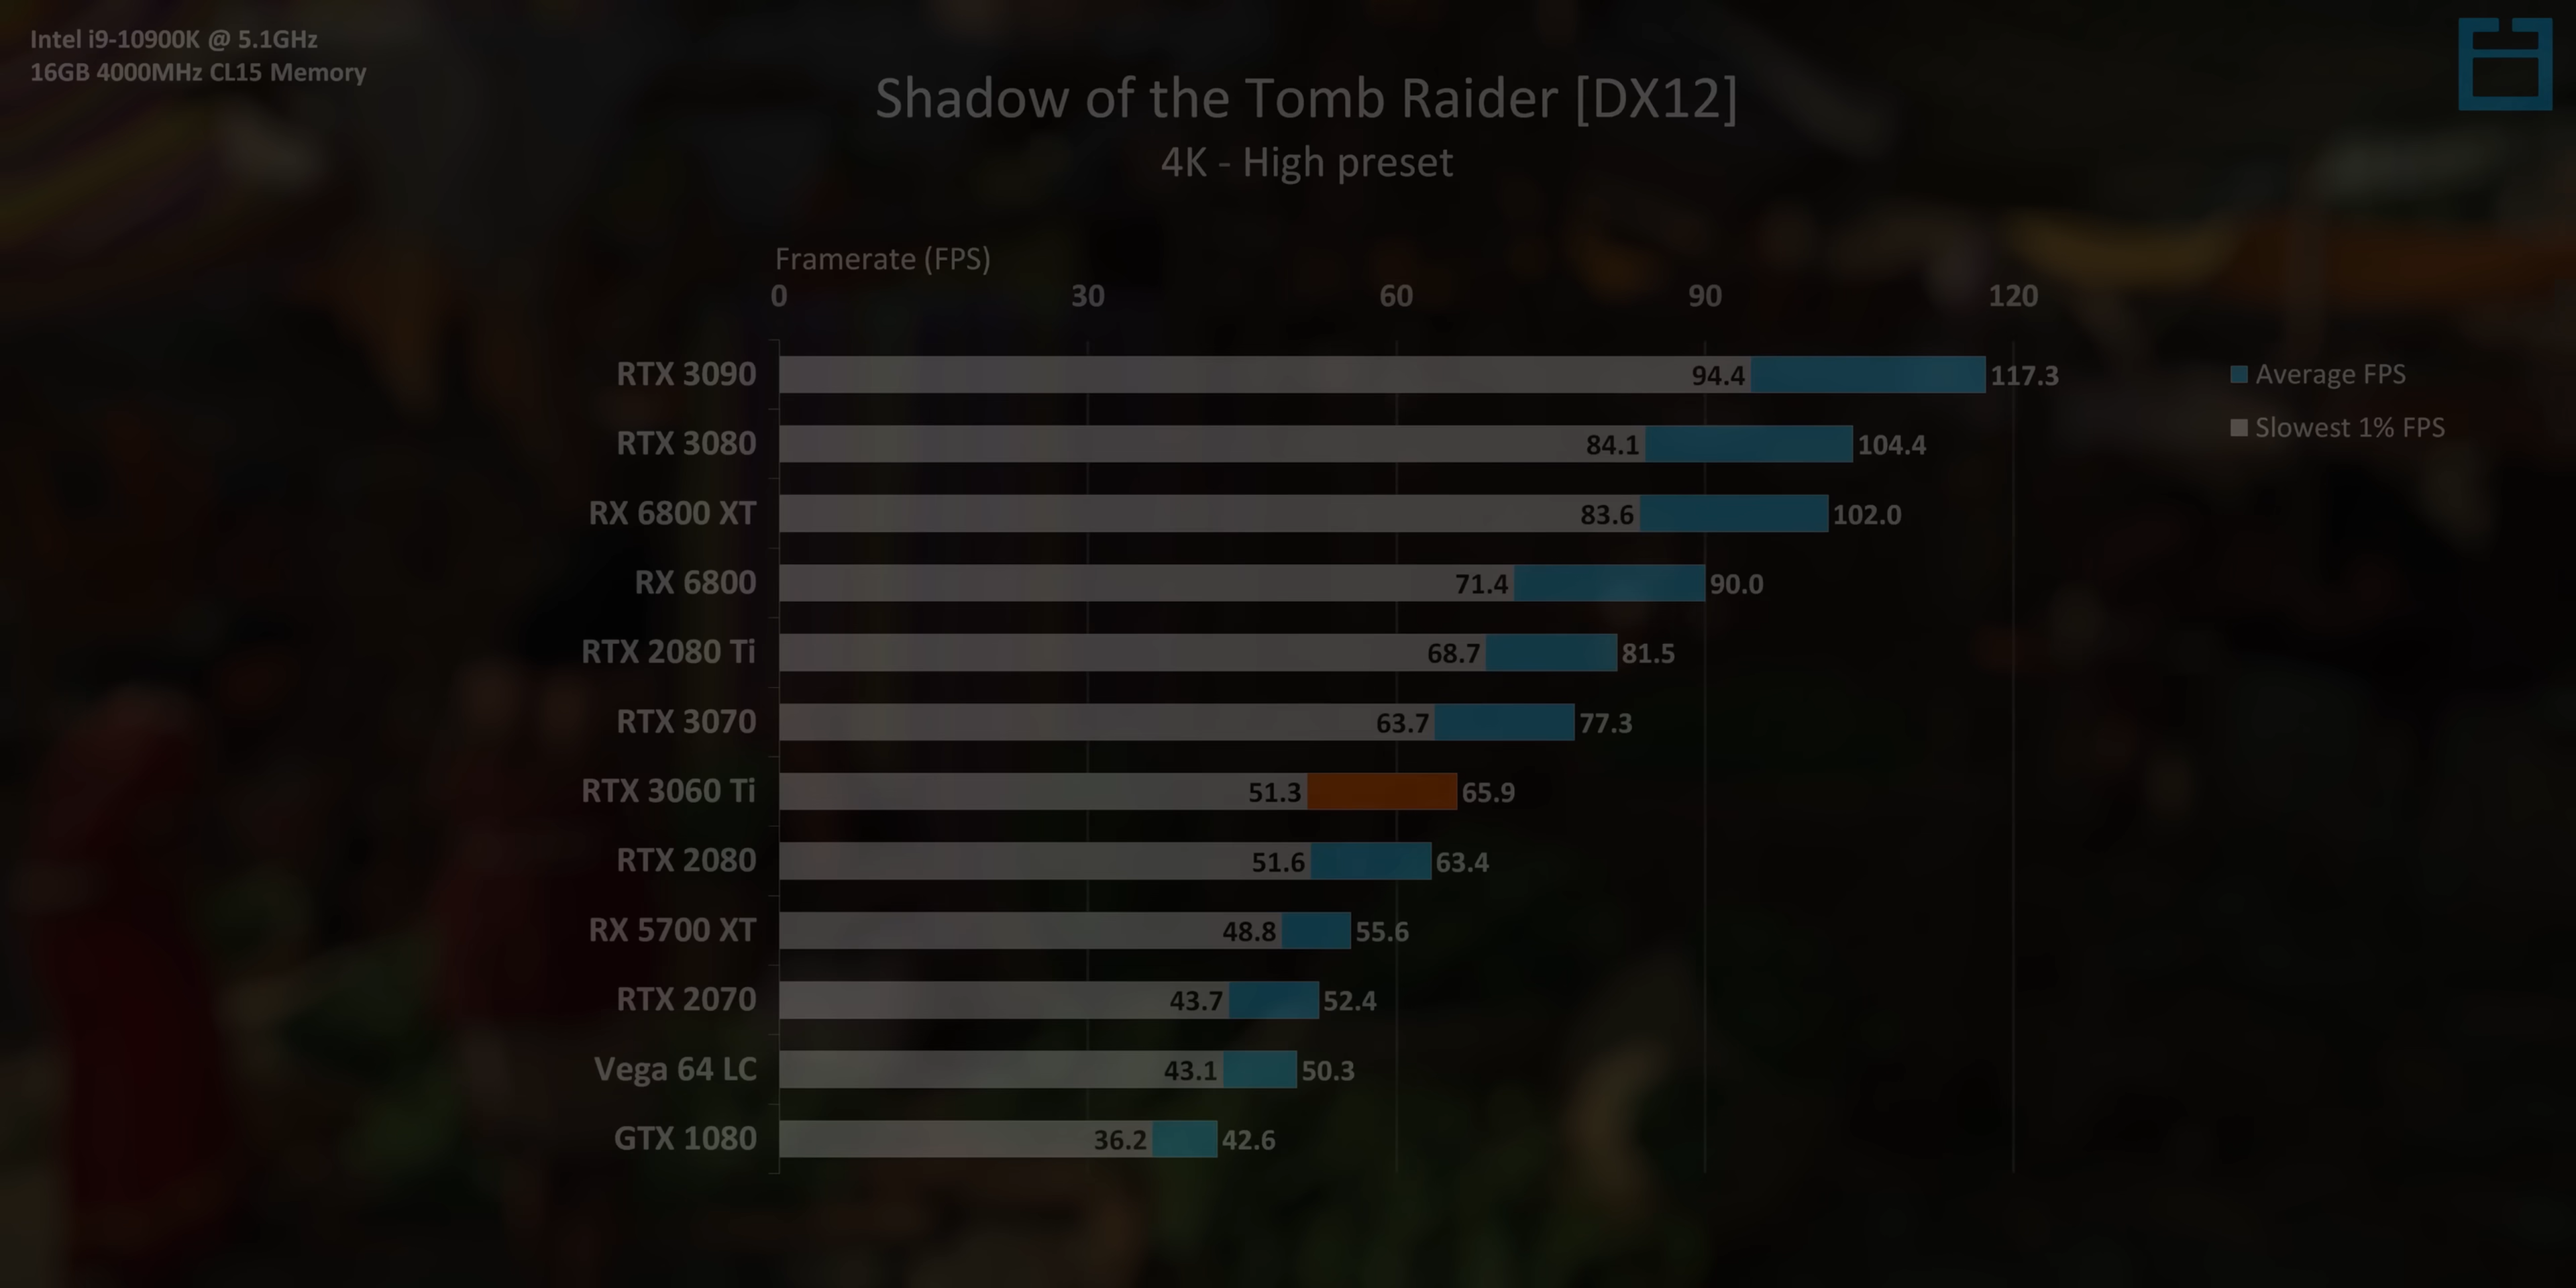 Intel i9-10900K @ 5.1GHz
16GB 4000MHz CL15 Memory
Shadow of the Tomb Raider [DX12]
4K - High preset
Framerate (FPS)
0 30 60 90 120
RTX 3090 94.4 117.3
Average FPS
Slowest 1% FPS
RTX 3080 84.1 104.4
RX 6800 XT 83.6 102.0
RX 6800 71.4 90.0
RTX 2080 Ti 68.7 81.5
RTX 3070 63.7 77.3
RTX 3060 Ti 51.3 65.9
RTX 2080 51.6 63.4
RX 5700 XT 48.8 55.6
RTX 2070 43.7 52.4
Vega 64 LC 43.1 50.3
GTX 1080 36.2 42.6